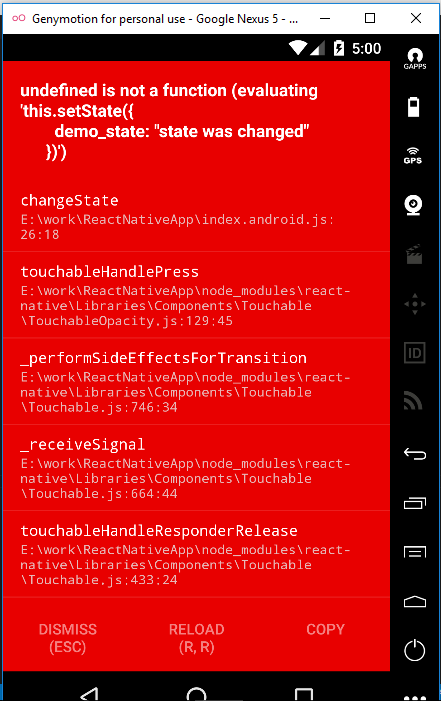 Genymotion for personal use - Google Nexus 5 - ...
5:00
undefined is not a function (evaluating
'this.setState({
demo_state: "state was changed"
})')
changeState
E:\work\ReactNativeApp\index.android.js:
26:18
touchableHandlePress
E:\work\ReactNativeApp\node_modules\react-
native\Libraries\Components\Touchable
\TouchableOpacity.js:129:45
_performSideEffectsForTransition
E:\work\ReactNativeApp\node_modules\react-
native\Libraries\Components\Touchable
\Touchable.js:746:34
_receiveSignal
E:\work\ReactNativeApp\node_modules\react-
native\Libraries\Components\Touchable
\Touchable.js:664:44
touchableHandleResponderRelease
E:\work\ReactNativeApp\node_modules\react-
native\Libraries\Components\Touchable
\Touchable.js:433:24
DISMISS
(ESC)
RELOAD
(R, R)
COPY
GAPPS
GPS
ID